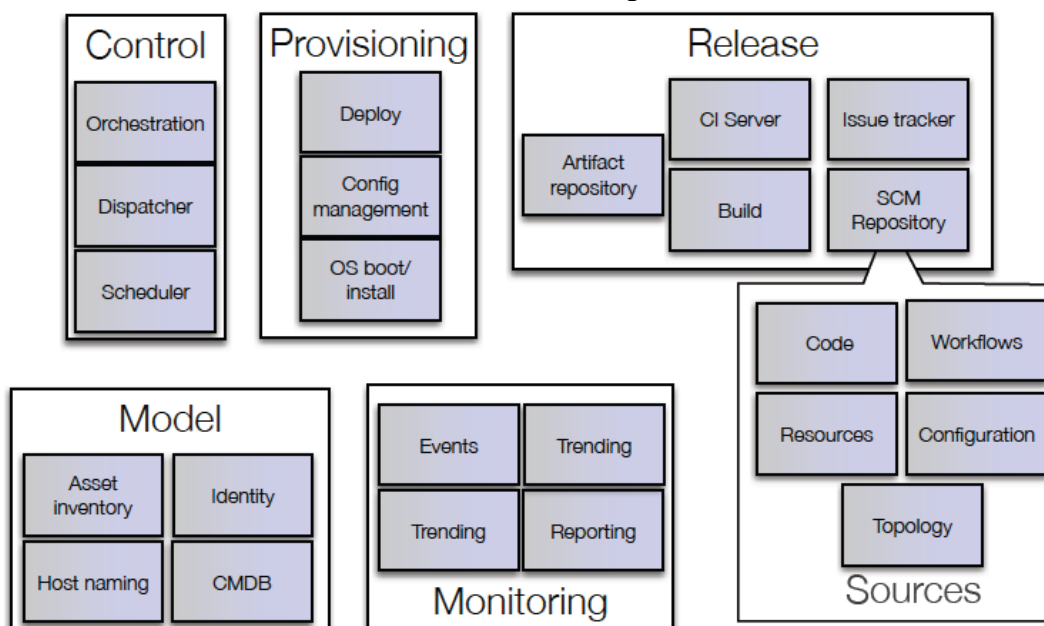 Control
Orchestration
Dispatcher
Scheduler
Provisioning
Deploy
Config
management
OS boot/
install
Release
Artifact
repository
CI Server
Issue tracker
Build
SCM
Repository
Code
Workflows
Resources
Configuration
Topology
Sources
Model
Asset
inventory
Identity
Host naming
CMDB
Events
Trending
Trending
Reporting
Monitoring